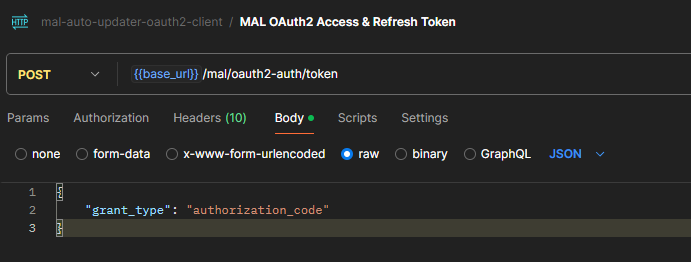 HTTP mal-auto-updater-oauth2-client / MAL OAuth2 Access & Refresh Token
POST {{base_url}}/mal/oauth2-auth/token
Params Authorization Headers (10) Body Scripts Settings
none form-data x-www-form-urlencoded raw binary GraphQL JSON
1 {
2 "grant_type": "authorization_code"
3 }